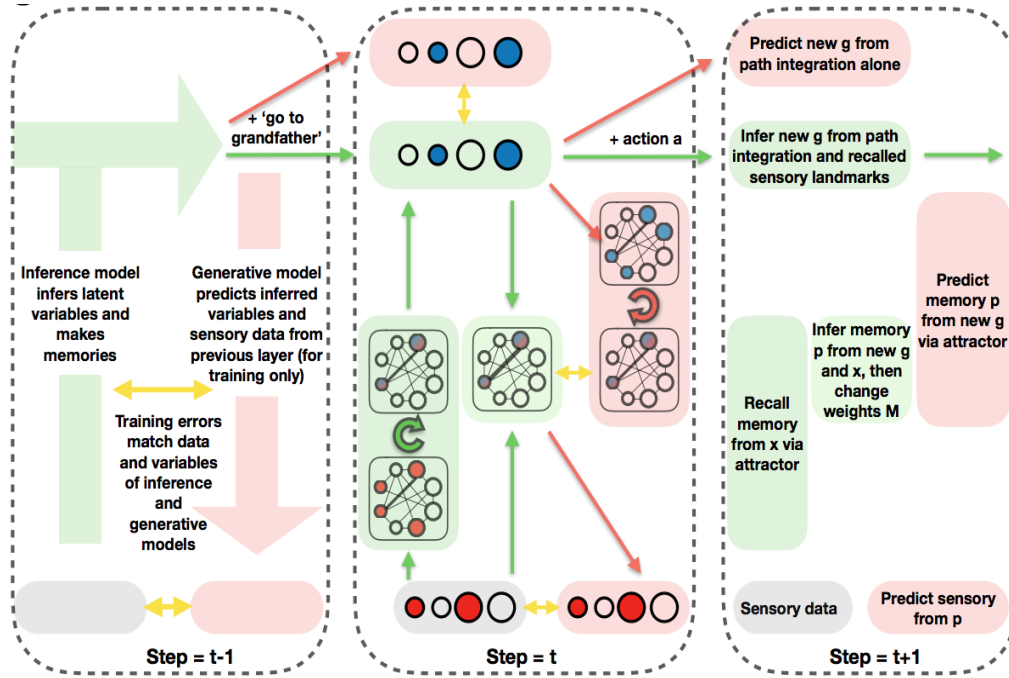 + ‘go to
grandfather’
Inference model
infers latent
variables and
makes
memories
Generative model
predicts inferred
variables and
sensory data from
previous layer (for
training only)
Training errors
match data
and variables
of inference
and
generative
models
Step = t-1
+ action a
Step = t
Predict new g from
path integration alone
Infer new g from path
integration and recalled
sensory landmarks
Predict
memory p
from new g
via attractor
Infer memory
p from new g
and x, then
change
weights M
Recall
memory
from x via
attractor
Sensory data
Predict sensory
from p
Step = t+1